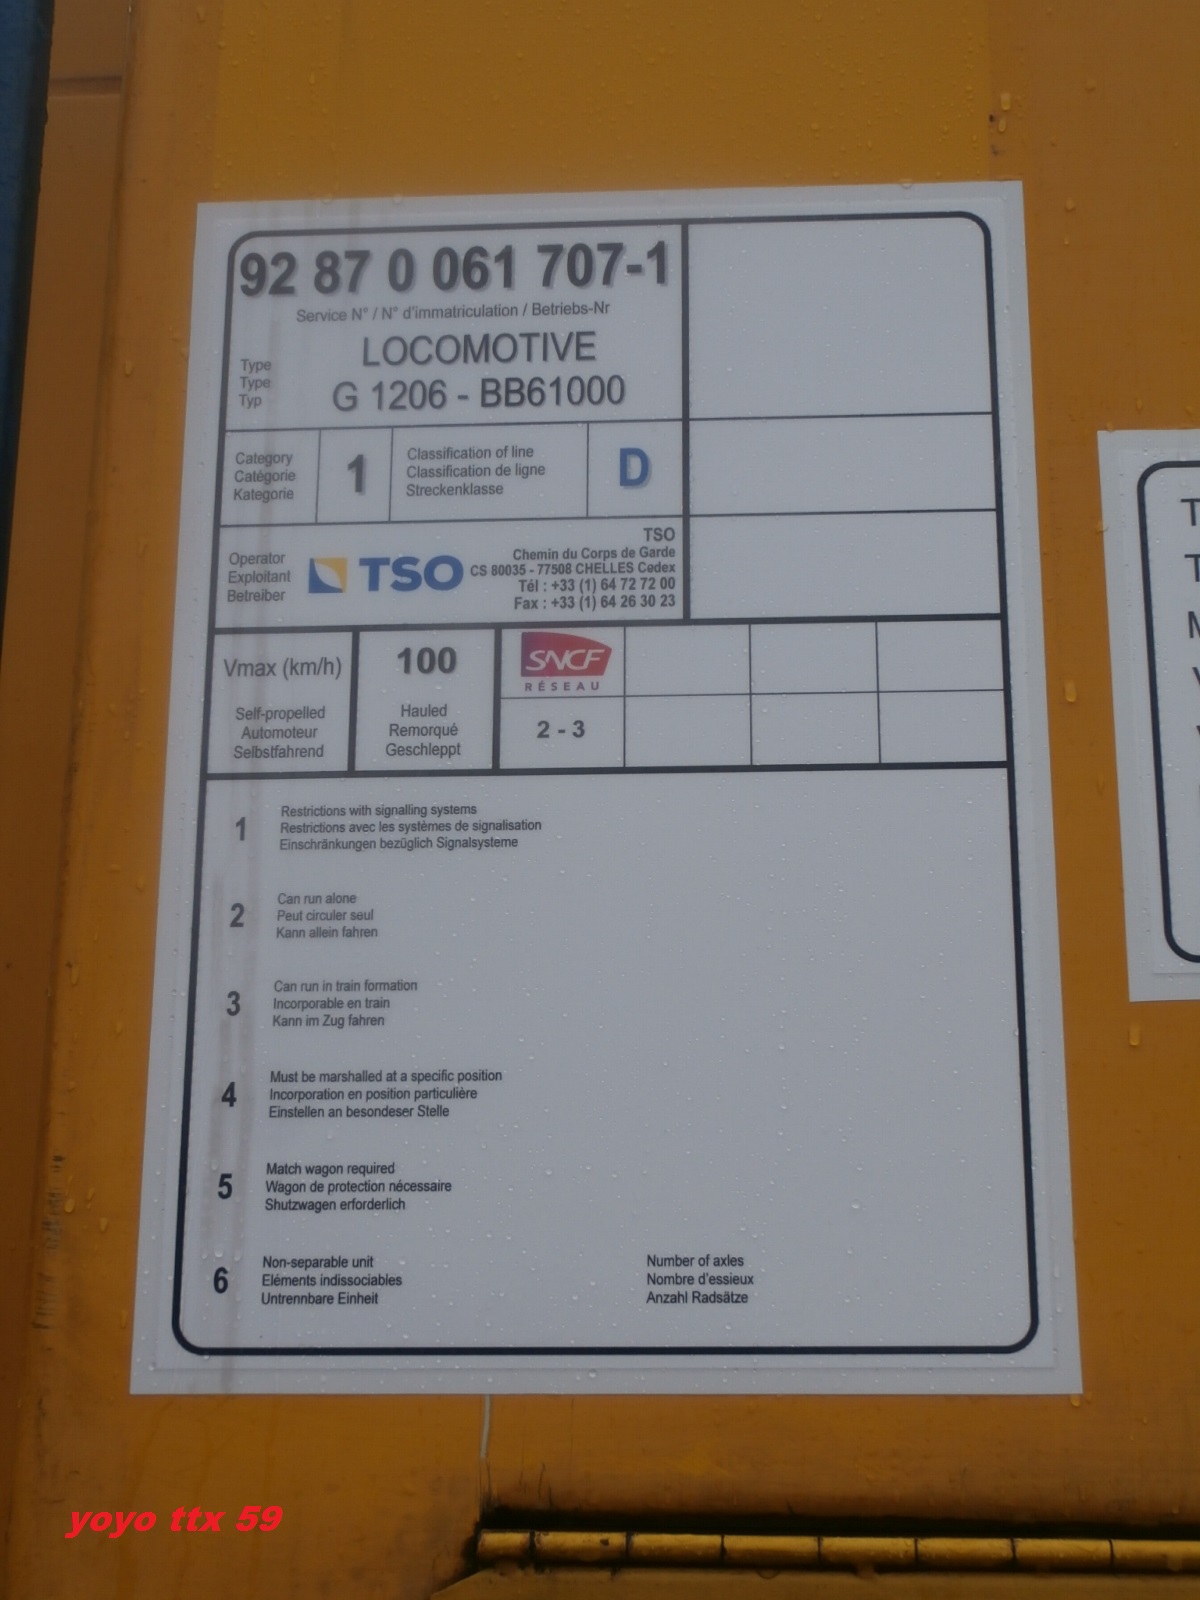 92 87 0 061 707-1
Service N° / N° d'immatriculation / Betriebs-Nr
Type
Type
Typ
LOCOMOTIVE
G 1206 - BB61000
Category
Catégorie
Kategorie
1
Classification of line
Classification de ligne
Streckenklasse
D
Operator
Exploitant
Betreiber
TSO
TSO
Chemin du Corps de Garde
CS 80035 - 77508 CHELLES Cedex
Tél : +33 (1) 64 72 72 00
Fax : +33 (1) 64 26 30 23
Vmax (km/h)
Self-propelled
Automoteur
Selbstfahrend
100
Hauled
Remorqué
Geschleppt
SNCF
RÉSEAU
2 - 3
1
Restrictions with signalling systems
Restrictions avec les systèmes de signalisation
Einschränkungen bezüglich Signalsysteme
2
Can run alone
Peut circuler seul
Kann allein fahren
3
Can run in train formation
Incorporable en train
Kann im Zug fahren
4
Must be marshalled at a specific position
Incorporation en position particulière
Einstellen an besondeser Stelle
5
Match wagon required
Wagon de protection nécessaire
Shutzwagen erforderlich
6
Non-separable unit
Eléments indissociables
Untrennbare Einheit
Number of axles
Nombre d'essieux
Anzahl Radsätze
yoyo ttx 59